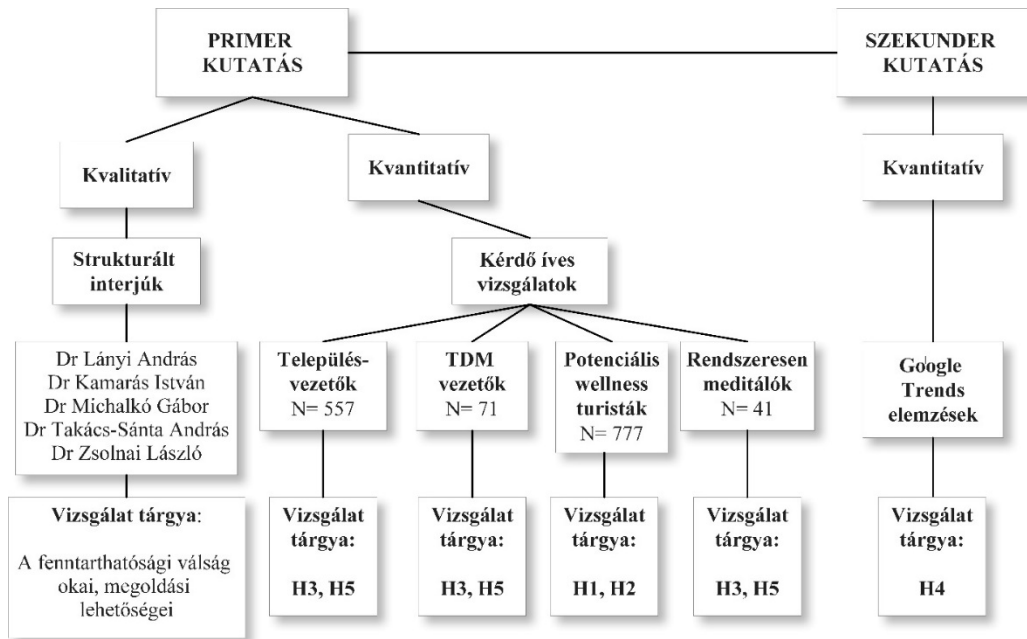 PRIMER
KUTATÁS
SZEKUNDER
KUTATÁS
Kvalitatív
Kvantitatív
Kvantitatív
Strukturált
interjúk
Kérdő íves
vizsgálatok
Dr Lányi András
Dr Kamarás István
Dr Michalkó Gábor
Dr Takács-Sánta András
Dr Zsolnai László
Település-
vezetők
N= 557
TDM
vezetők
N= 71
Potenciális
wellness
turisták
N= 777
Rendszeresen
meditálók
N= 41
Google
Trends
elemzések
Vizsgálat tárgya:
A fenntarthatósági válság
okai, megoldási
lehetőségei
Vizsgálat
tárgya:
H3, H5
Vizsgálat
tárgya:
H3, H5
Vizsgálat
tárgya:
H1, H2
Vizsgálat
tárgya:
H3, H5
Vizsgálat
tárgya:
H4